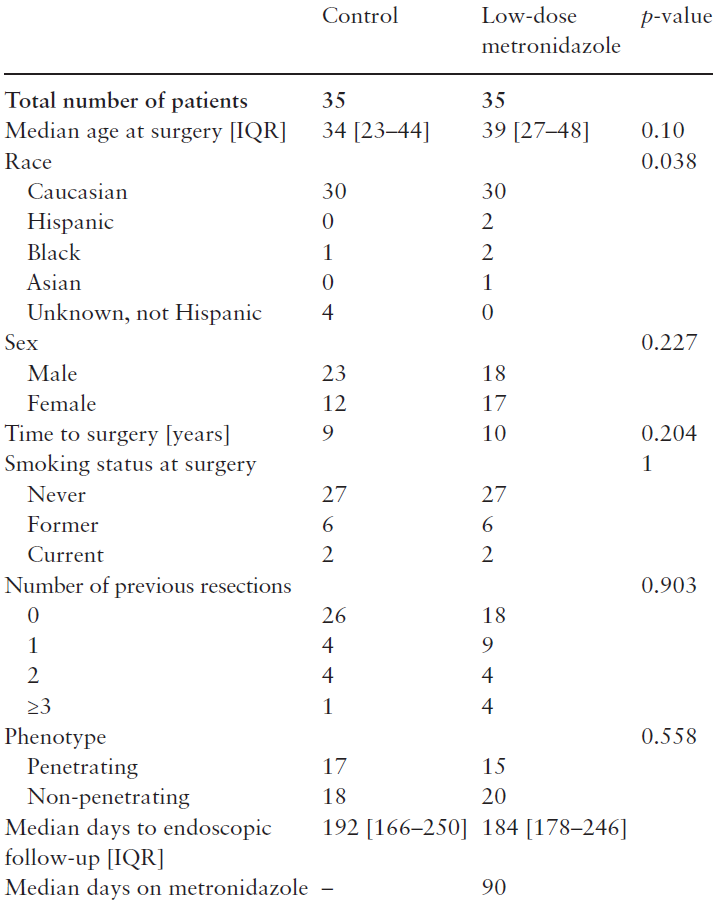 Control Low-dose metronidazole p-value
Total number of patients 35 35
Median age at surgery [IQR] 34 [23–44] 39 [27–48] 0.10
Race 0.038
Caucasian 30 30
Hispanic 0 2
Black 1 2
Asian 0 1
Unknown, not Hispanic 4 0
Sex 0.227
Male 23 18
Female 12 17
Time to surgery [years] 9 10 0.204
Smoking status at surgery 1
Never 27 27
Former 6 6
Current 2 2
Number of previous resections 0.903
0 26 18
1 4 9
2 4 4
≥3 1 4
Phenotype 0.558
Penetrating 17 15
Non-penetrating 18 20
Median days to endoscopic 192 [166–250] 184 [178–246]
follow-up [IQR]
Median days on metronidazole – 90